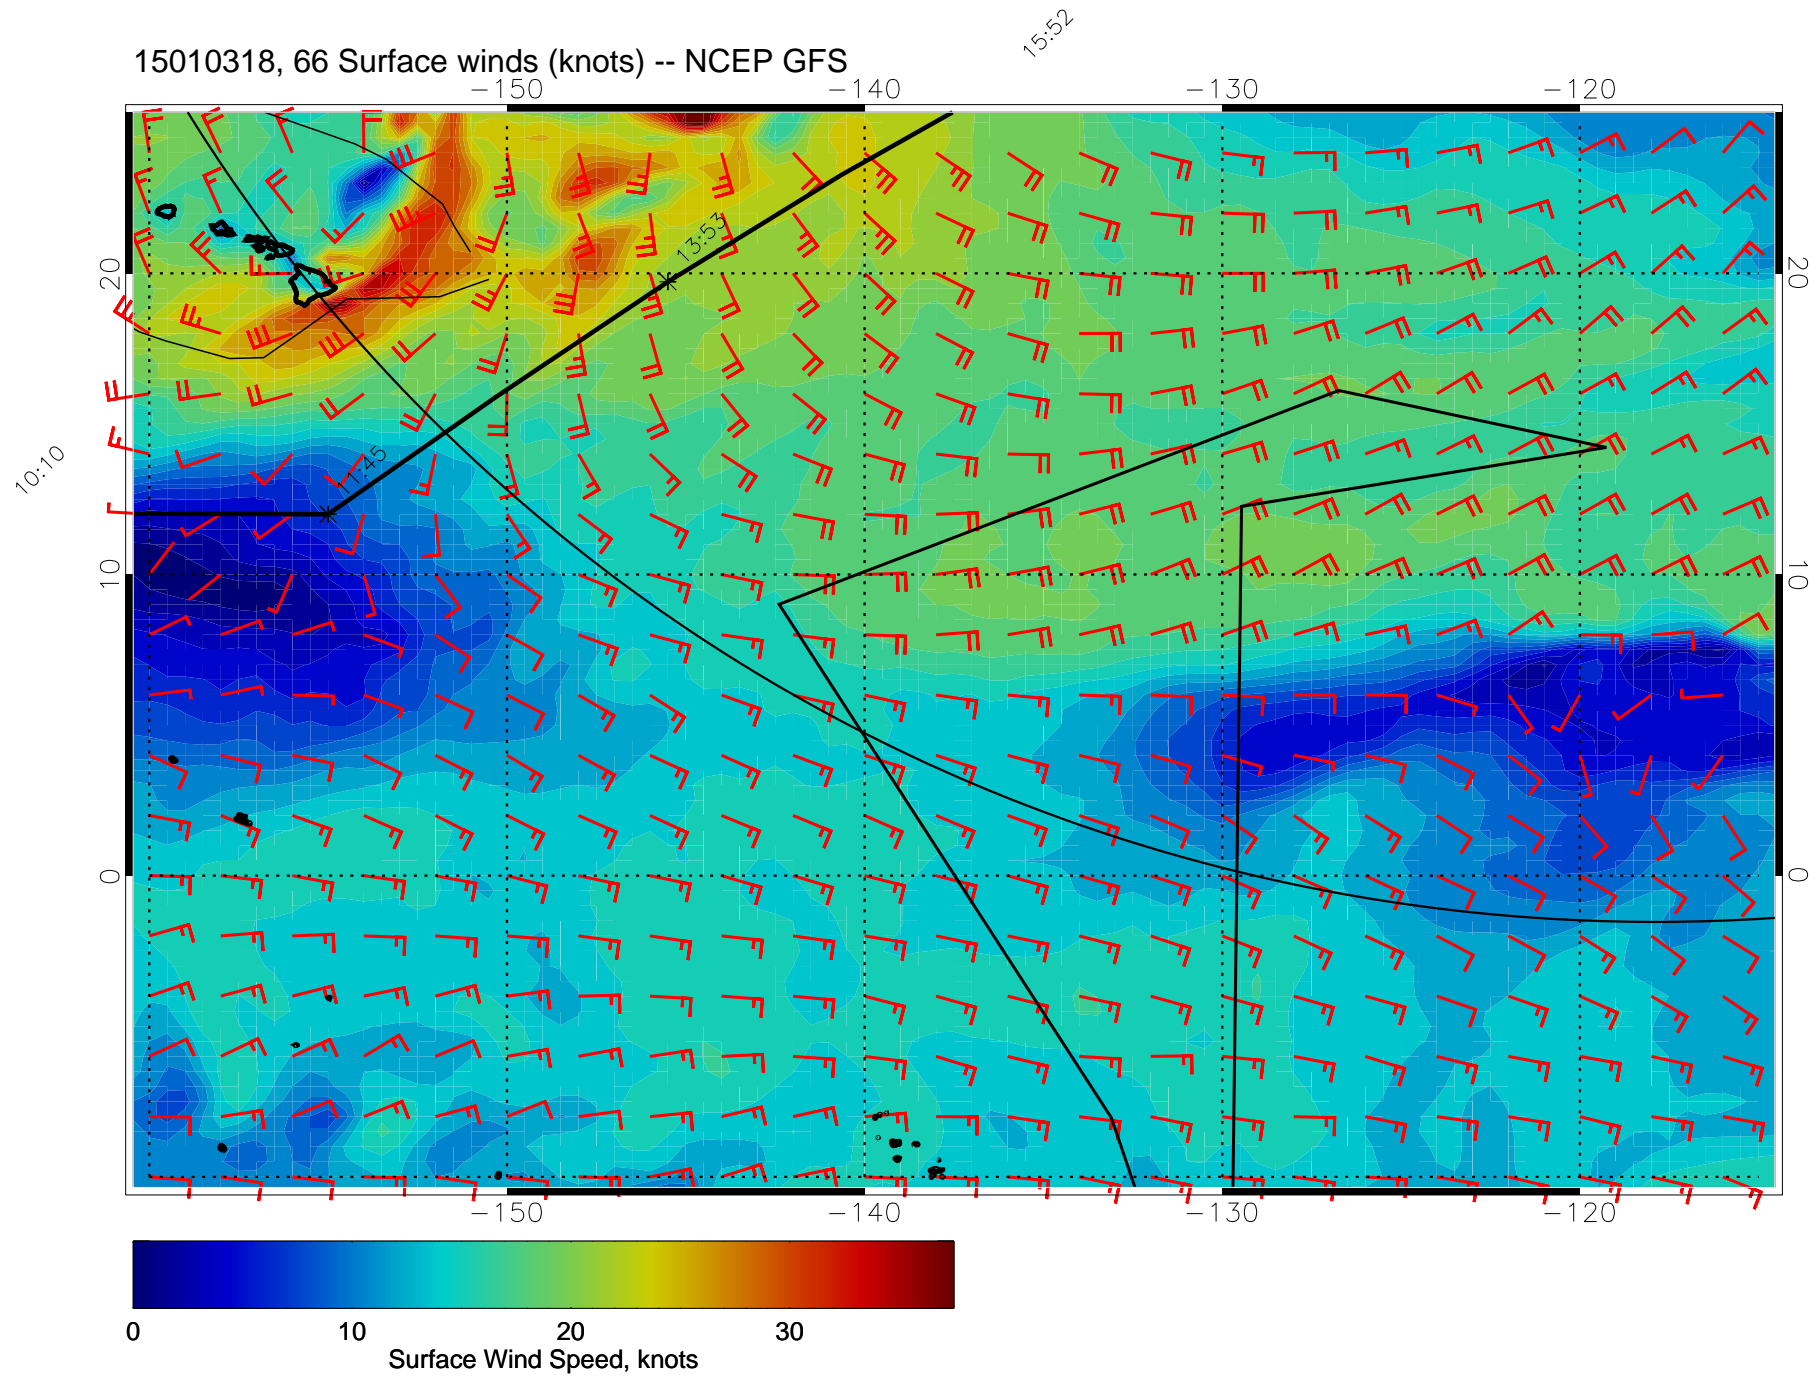 15:52
15010318, 66 Surface winds (knots) -- NCEP GFS
−150 −140 −130 −120
20 20
13:53
10:10
11:45
10 10
0 0
−150 −140 −130 −120
0 10 20 30
Surface Wind Speed, knots